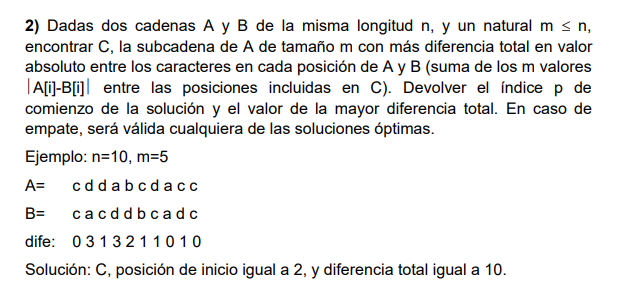 2) Dadas dos cadenas A y B de la misma longitud n, y un natural m ≤ n,
encontrar C, la subcadena de A de tamaño m con más diferencia total en valor
absoluto entre los caracteres en cada posición de A y B (suma de los m valores
|A[i]-B[i]| entre las posiciones incluidas en C). Devolver el índice p de
comienzo de la solución y el valor de la mayor diferencia total. En caso de
empate, será válida cualquiera de las soluciones óptimas.
Ejemplo: n=10, m=5
A= c d d a b c d a c c
B= c a c d d b c a d c
dife: 0 3 1 3 2 1 1 0 1 0
Solución: C, posición de inicio igual a 2, y diferencia total igual a 10.